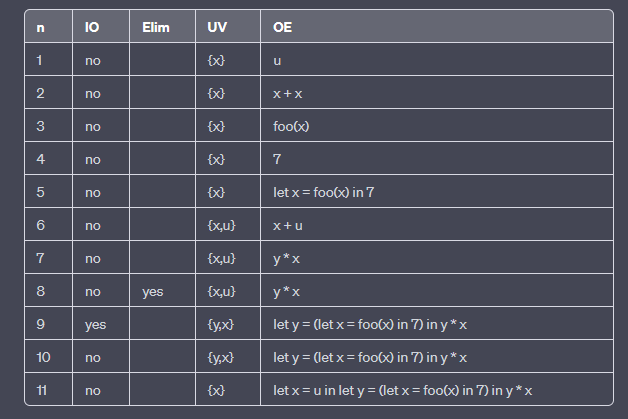 n IO Elim UV OE
1 no {x} u
2 no {x} x + x
3 no {x} foo(x)
4 no {x} 7
5 no {x} let x = foo(x) in 7
6 no {x,u} x + u
7 no {x,u} y * x
8 no yes {x,u} y * x
9 yes {y,x} let y = (let x = foo(x) in 7) in y * x
10 no {y,x} let y = (let x = foo(x) in 7) in y * x
11 no {x} let x = u in let y = (let x = foo(x) in 7) in y * x